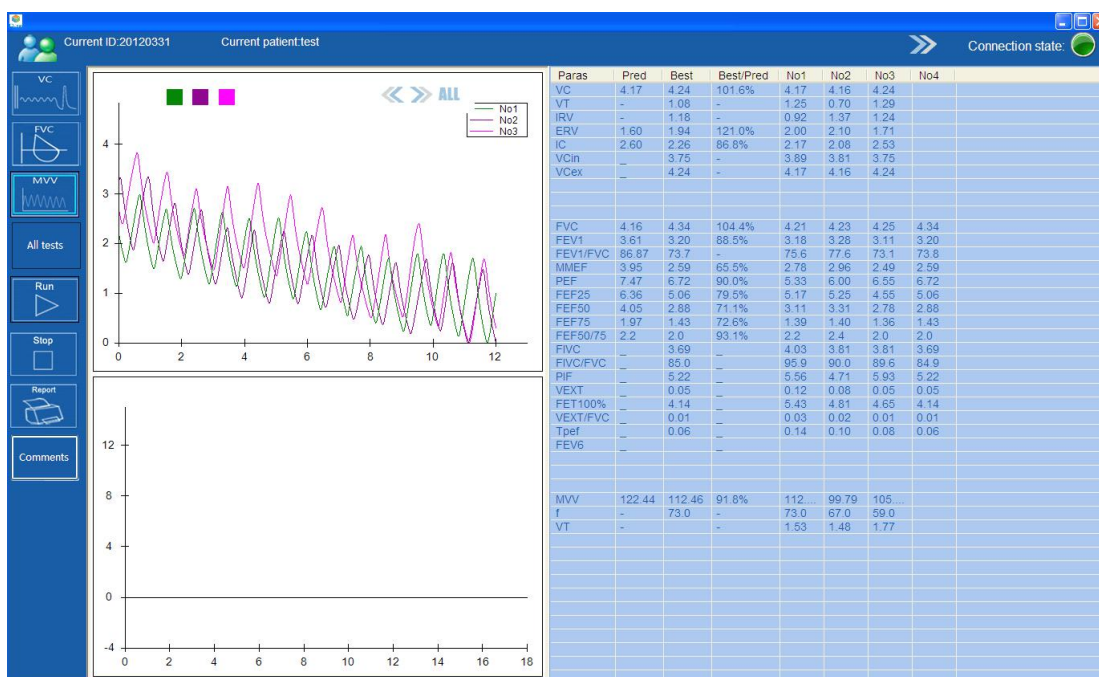 Current ID:20120331 Current patient:test Connection state:
VC
FVC
MVV
All tests
Run
Stop
Report
Comments
ALL
No1
No2
No3
4
3
2
1
0
0 2 4 6 8 10 12
12
8
4
0
-4
0 2 4 6 8 10 12 14 16 18
Paras Pred Best Best/Pred No1 No2 No3 No4
VC 4.17 4.24 101.6% 4.17 4.16 4.24
VT - 1.08 - 1.25 0.70 1.29
IRV - 1.18 - 0.92 1.37 1.24
ERV 1.60 1.94 121.0% 2.00 2.10 1.71
IC 2.60 2.26 86.8% 2.17 2.08 2.53
VCin _ 3.75 - 3.89 3.81 3.75
VCex _ 4.24 - 4.17 4.16 4.24
FVC 4.16 4.34 104.4% 4.21 4.23 4.25 4.34
FEV1 3.61 3.20 88.5% 3.18 3.28 3.11 3.20
FEV1/FVC 86.87 73.7 - 75.6 77.6 73.1 73.8
MMEF 3.95 2.59 65.5% 2.78 2.96 2.49 2.59
PEF 7.47 6.72 90.0% 5.33 6.00 6.55 6.72
FEF25 6.36 5.06 79.5% 5.17 5.25 4.55 5.06
FEF50 4.05 2.88 71.1% 3.11 3.31 2.78 2.88
FEF75 1.97 1.43 72.6% 1.39 1.40 1.36 1.43
FEF50/75 2.2 2.0 93.1% 2.2 2.4 2.0 2.0
FIVC _ 3.69 _ 4.03 3.81 3.81 3.69
FIVC/FVC _ 85.0 _ 95.9 90.0 89.6 84.9
PIF _ 5.22 _ 5.56 4.71 5.93 5.22
VEXT _ 0.05 _ 0.12 0.08 0.05 0.05
FET100% _ 4.14 _ 5.43 4.81 4.65 4.14
VEXT/FVC _ 0.01 _ 0.03 0.02 0.01 0.01
Tpef _ 0.06 _ 0.14 0.10 0.08 0.06
FEV6 _ _
MVV 122.44 112.46 91.8% 112.... 99.79 105....
f - 73.0 - 73.0 67.0 59.0
VT - - 1.53 1.48 1.77